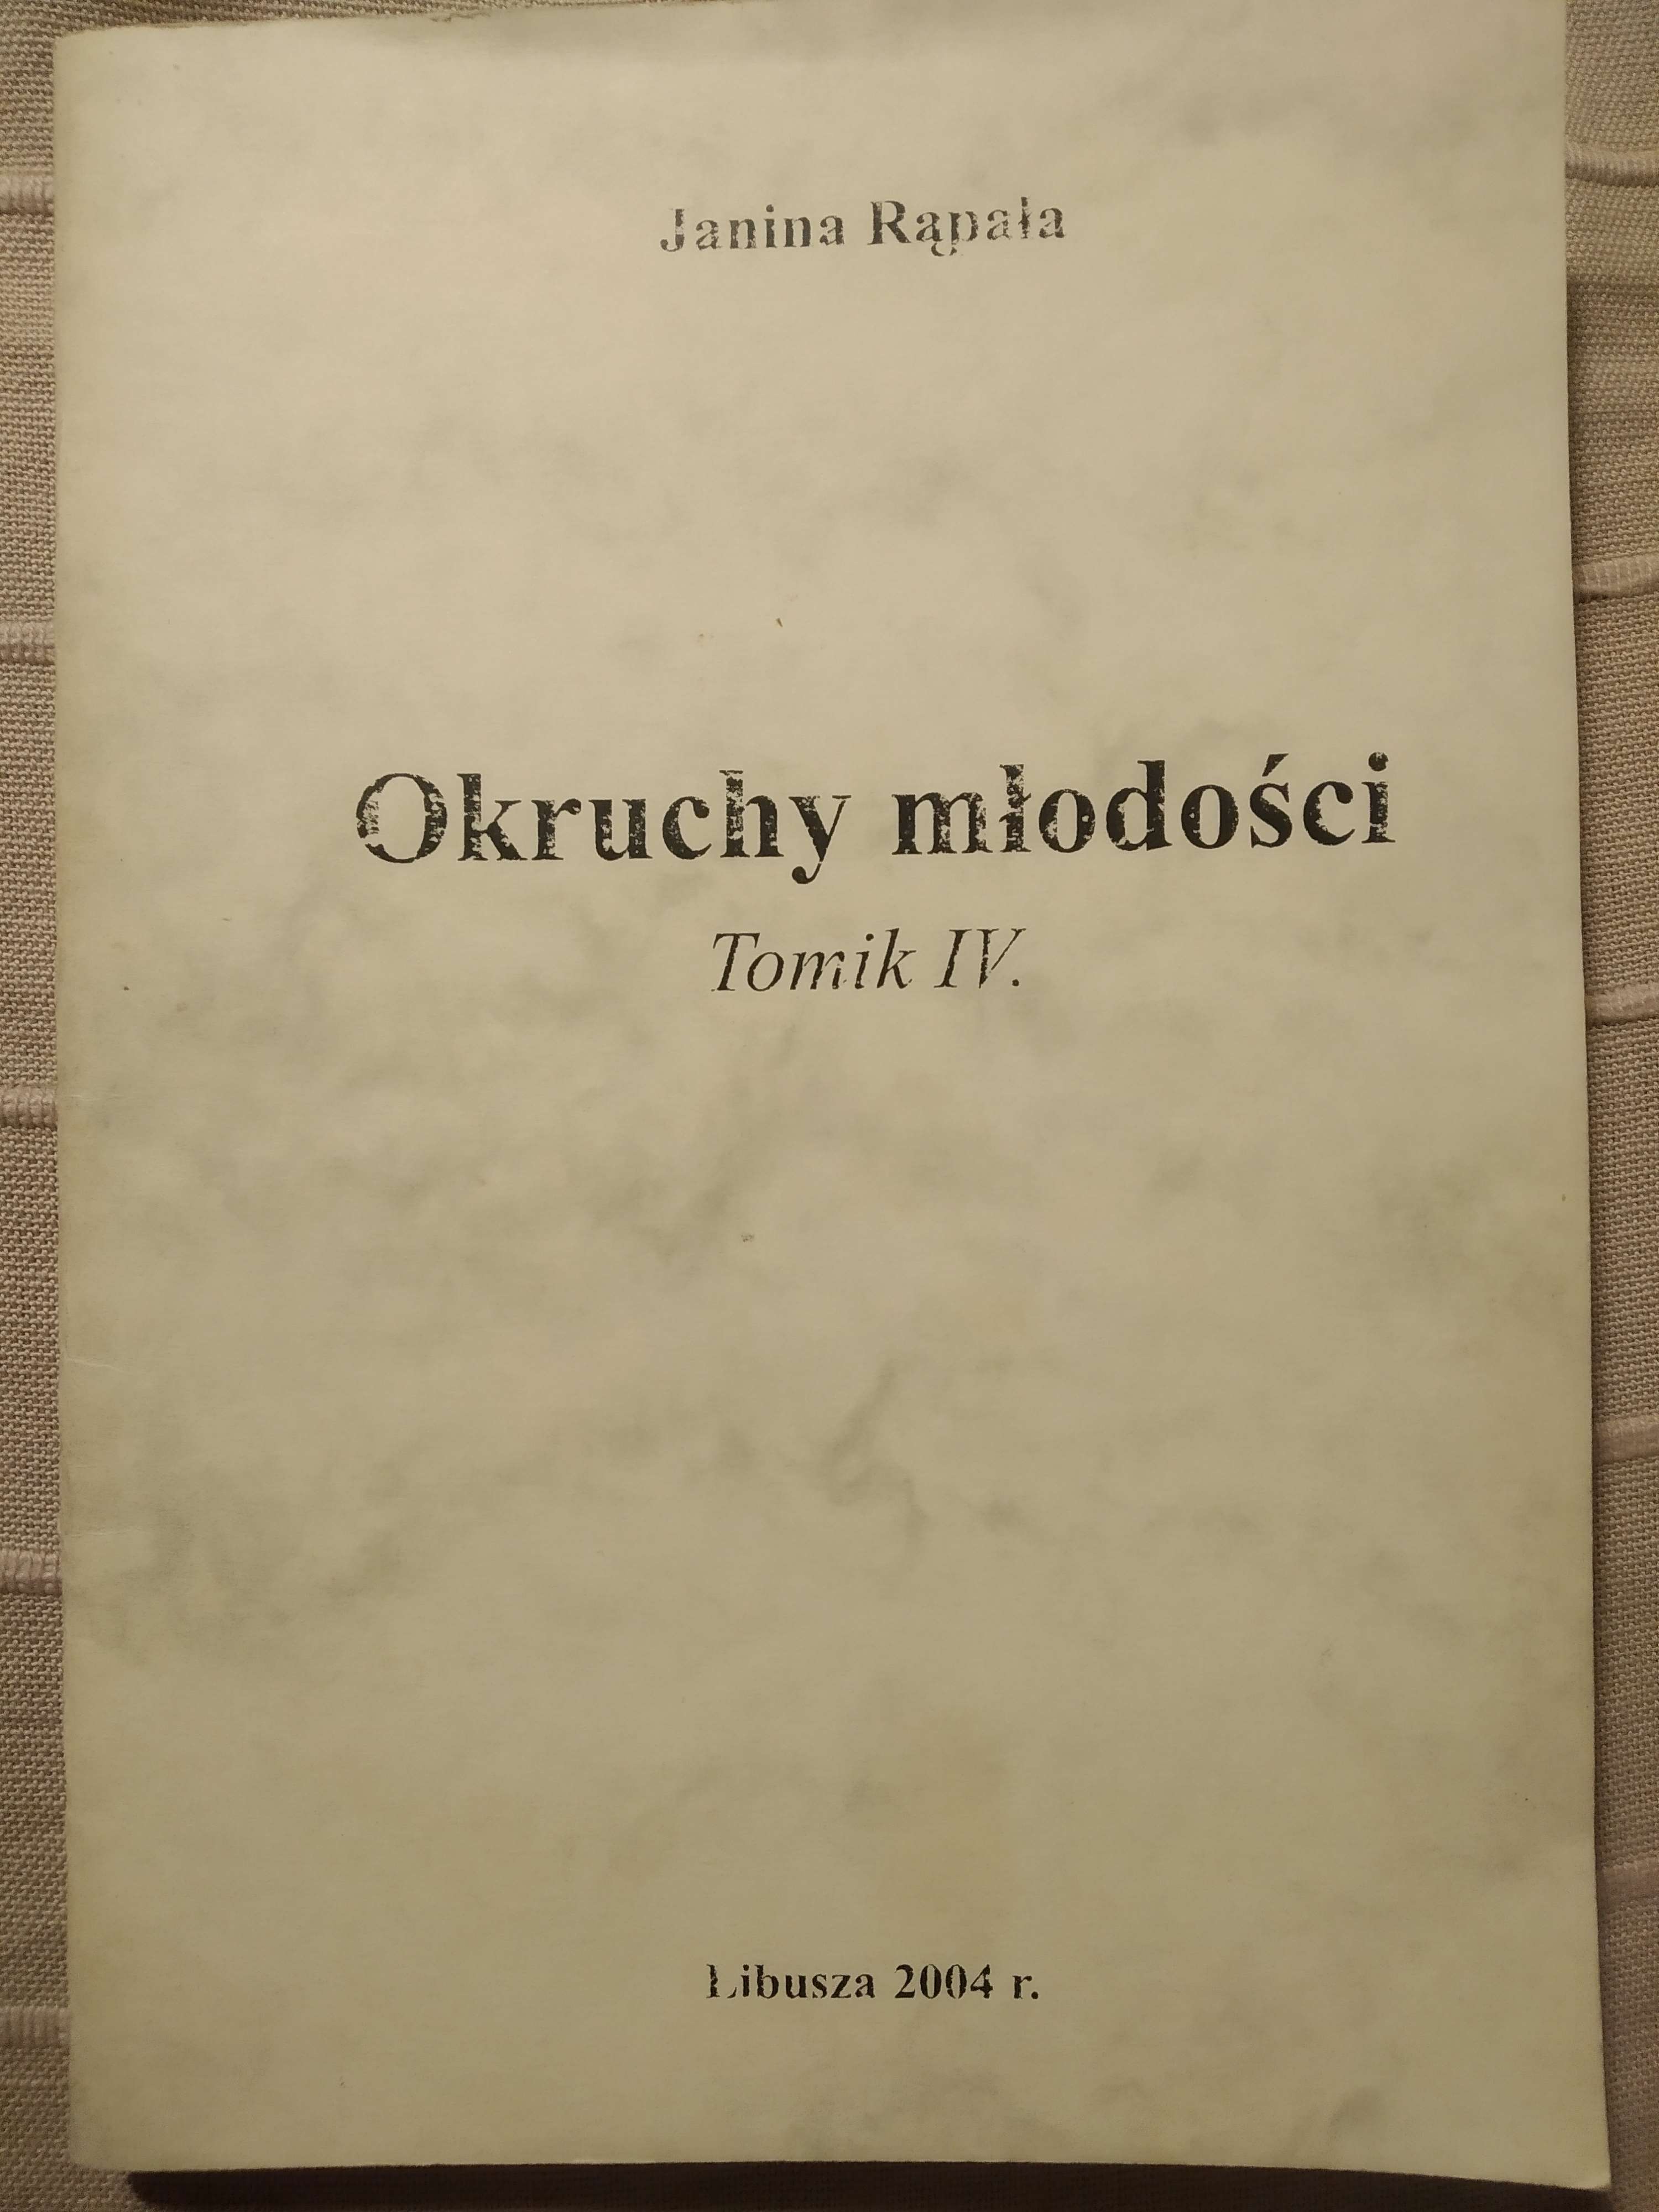 Janina Rąpała
Okruchy młodości
Tomik IV.
Libusza 2004 r.